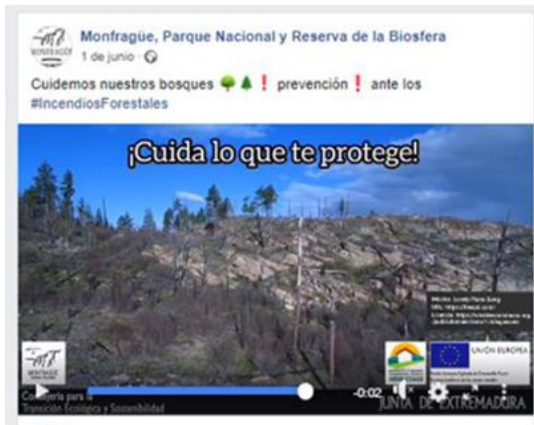 Monfragüe, Parque Nacional y Reserva de la Biosfera
1 de junio ·
Cuidemos nuestros bosques 🌳🌲❗ prevención❗ ante los
#IncendiosForestales
¡Cuida lo que te protege!
MONFRAGÜE
UNIÓN EUROPEA
-0:02
Consejería para la
Transición Ecológica y Sostenibilidad
JUNTA DE EXTREMADURA